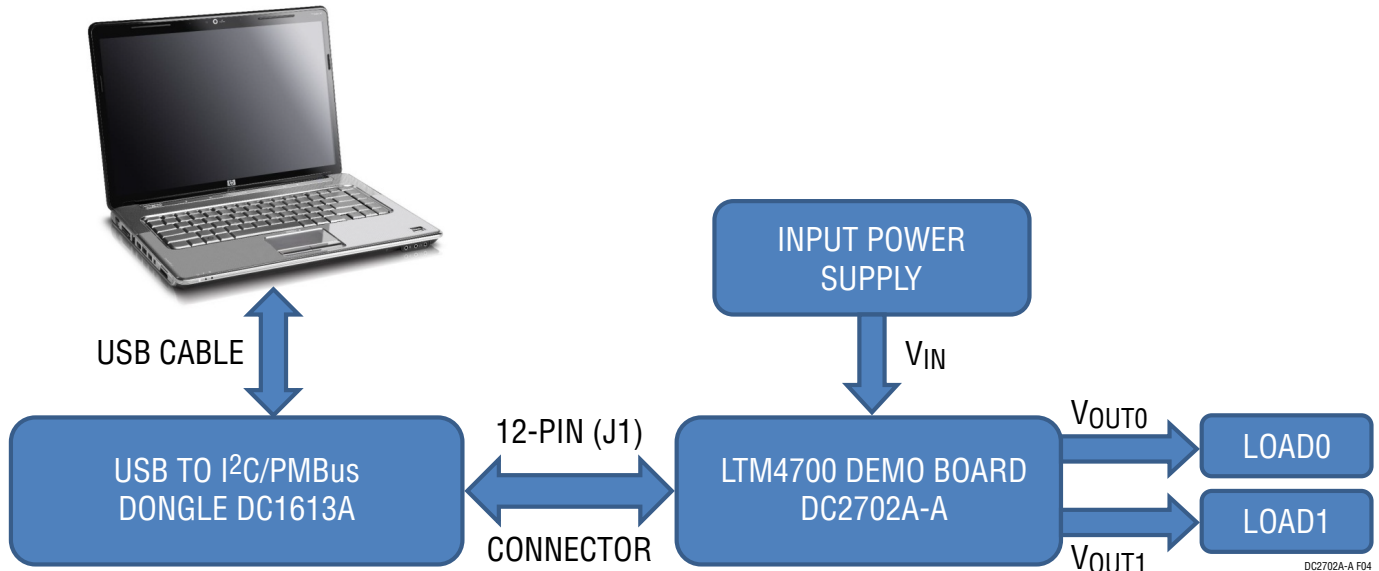 INPUT POWER
SUPPLY
USB CABLE
VIN
12-PIN (J1)
VOUT0
USB TO I2C/PMBus
DONGLE DC1613A
LTM4700 DEMO BOARD
DC2702A-A
LOAD0
LOAD1
CONNECTOR
VOUT1
DC2702A-A F04